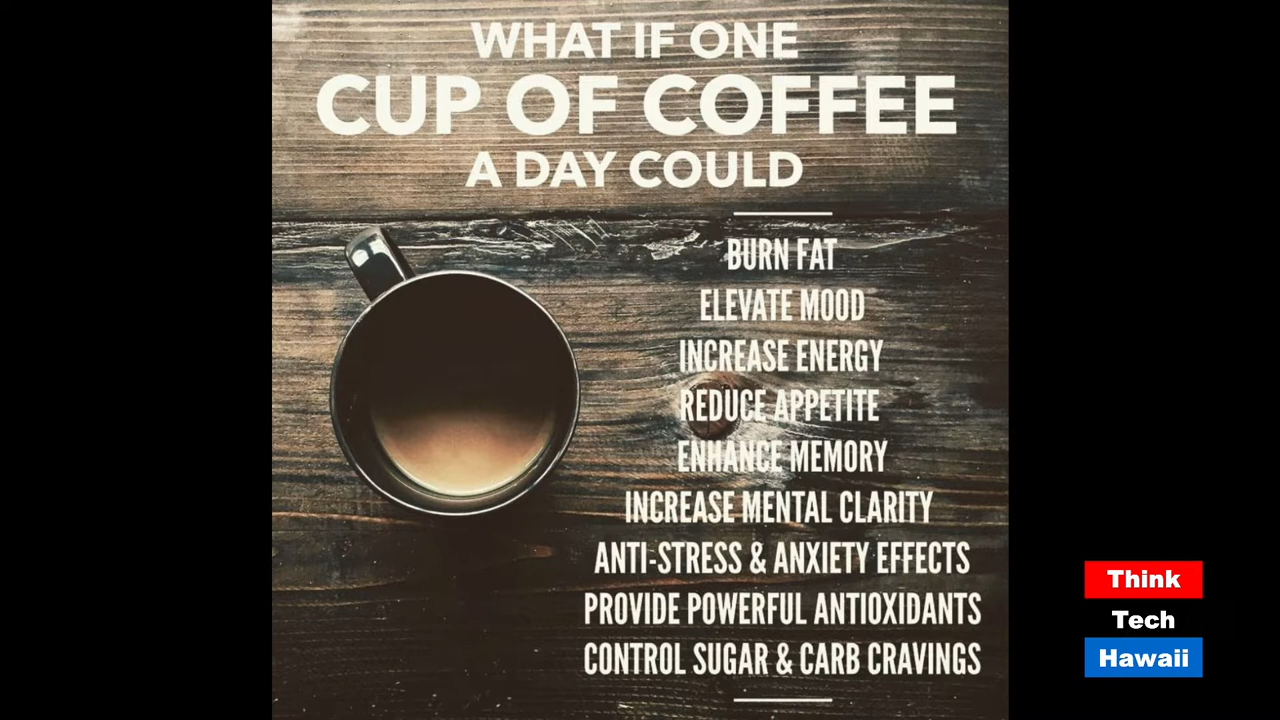 WHAT IF ONE
CUP OF COFFEE
A DAY COULD
BURN FAT
ELEVATE MOOD
INCREASE ENERGY
REDUCE APPETITE
ENHANCE MEMORY
INCREASE MENTAL CLARITY
ANTI-STRESS & ANXIETY EFFECTS
PROVIDE POWERFUL ANTIOXIDANTS
CONTROL SUGAR & CARB CRAVINGS
Think
Tech
Hawaii